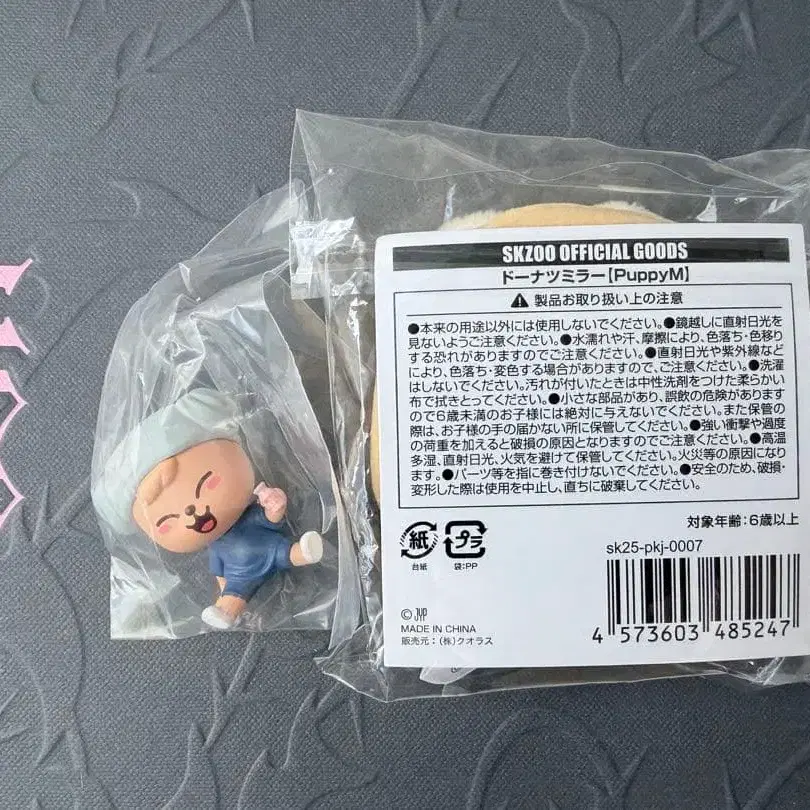 SKZOO OFFICIAL GOODS
ドーナツミラー【PuppyM】
製品お取り扱い上の注意
●本来の用途以外には使用しないでください。●鏡越しに直射日光を
見ないようご注意ください。●水濡れや汗、摩擦により、色落ち・色移り
する恐れがありますのでご注意ください。●直射日光や紫外線など
により、色落ち・変色する場合がありますので、ご注意ください。●洗濯
はしないでください。汚れが付いたときは中性洗剤をつけた柔らかい
布で拭きとってください。●小さな部品があり、誤飲の危険があります
ので6歳未満のお子様には絶対に与えないでください。また保管の
際は、お子様の手の届かない所に保管してください。●強い衝撃や過度
の荷重を加えると破損の原因となりますのでご注意ください。●高温
多湿、直射日光、火気を避けて保管してください。火災等の原因になり
ます。●パーツ等を指に巻き付けないでください。●安全のため、破損・
変形した際は使用を中止し、直ちに破棄してください。
対象年齢:6歳以上
紙
台紙
プラ
袋:PP
sk25-pkj-0007
© JYP
MADE IN CHINA
販売元:(株)クオラス
4 573603 485247